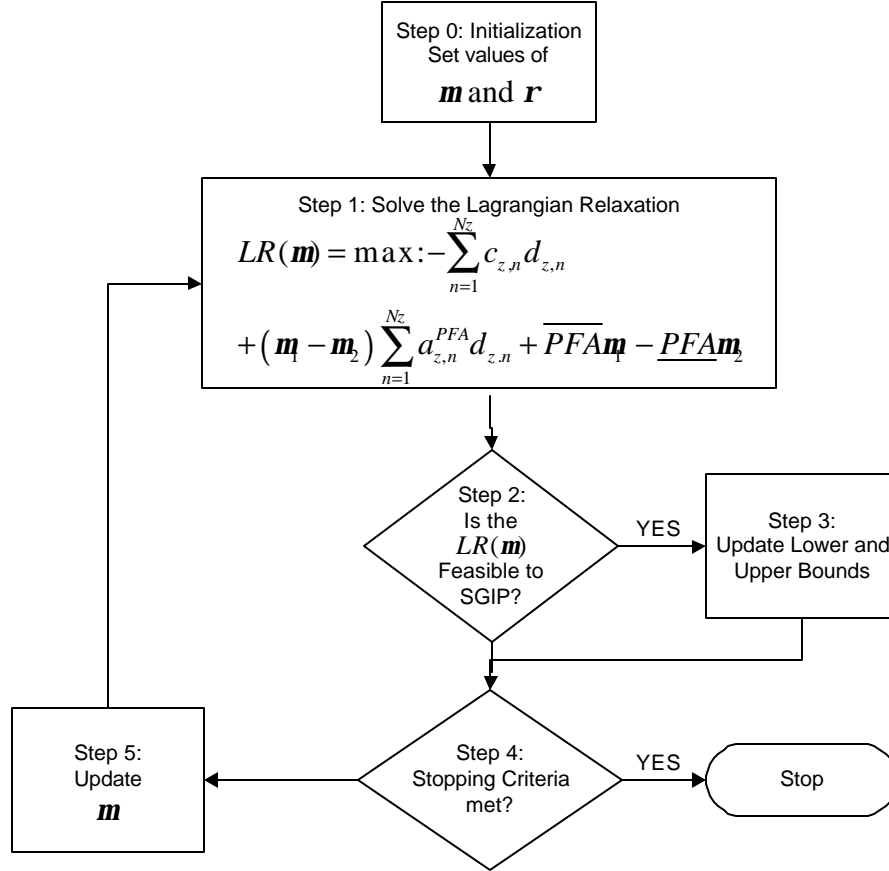 Step 0: Initialization
Set values of
m and r
Step 1: Solve the Lagrangian Relaxation
LR(m) = max:-∑_{n=1}^{Nz} c_{z,n} d_{z,n}
+(m_1 - m_2) ∑_{n=1}^{Nz} a_{z,n}^{PFA} d_{z.n} + \overline{PFA}m_1 - \underline{PFA}m_2
Step 2:
Is the
LR(m)
Feasible to
SGIP?
YES
Step 3:
Update Lower and
Upper Bounds
Step 4:
Stopping Criteria
met?
YES
Stop
Step 5:
Update
m